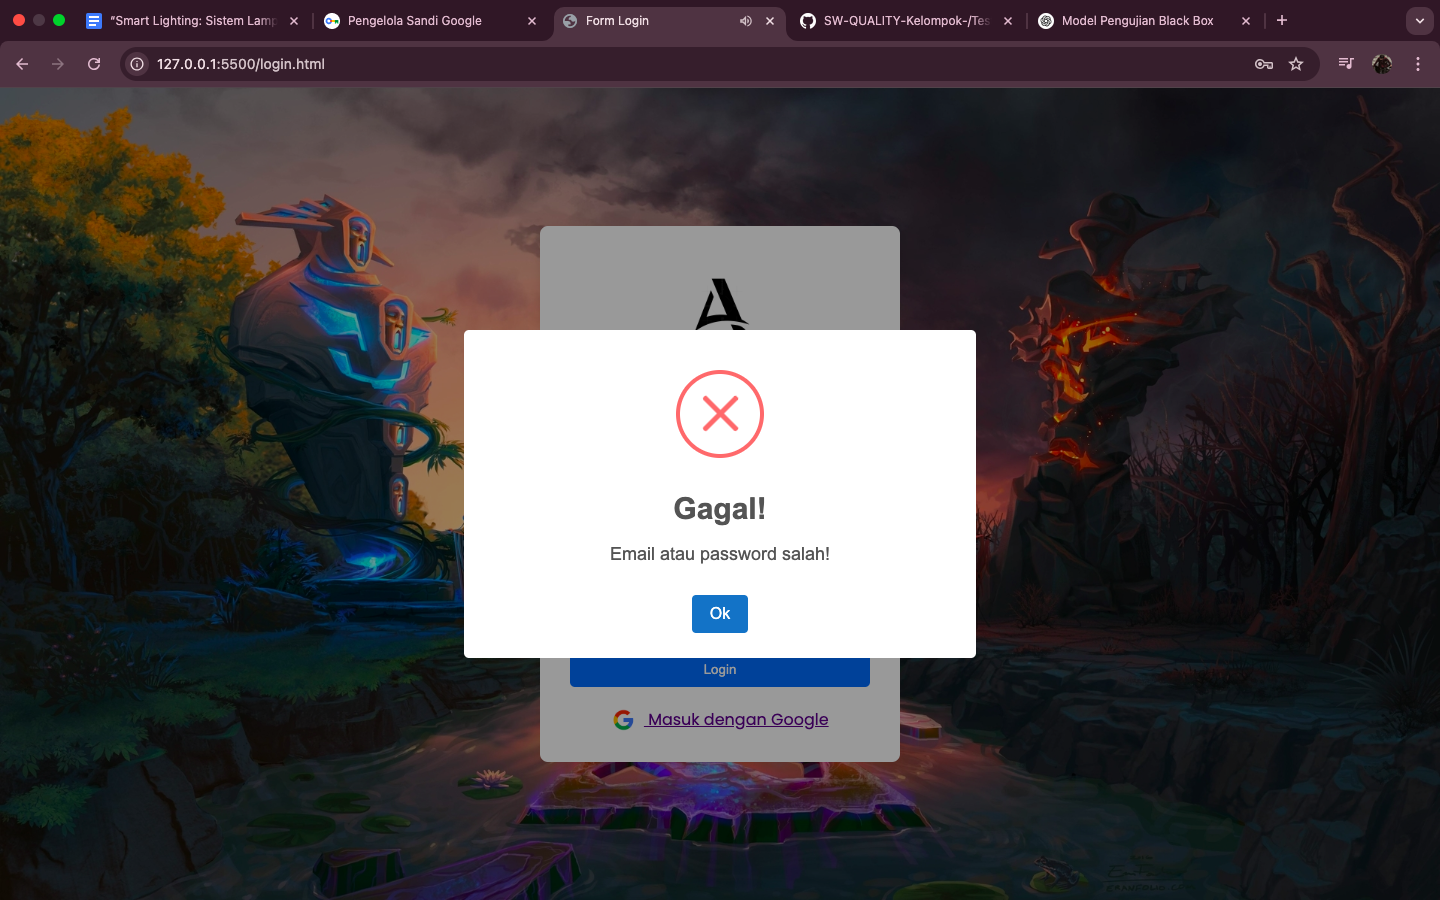 "Smart Lighting: Sistem Lamp
Pengelola Sandi Google
Form Login
SW-QUALITY-Kelompok-/Tes
Model Pengujian Black Box
127.0.0.1:5500/login.html
Gagal!
Email atau password salah!
Ok
Login
Masuk dengan Google